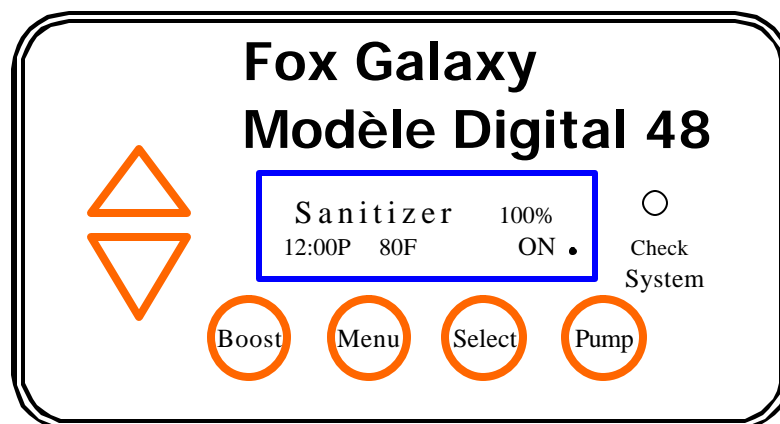 Fox Galaxy
Modèle Digital 48
Sanitizer 100%
12:00P 80F ON .
Check
System
Boost Menu Select Pump